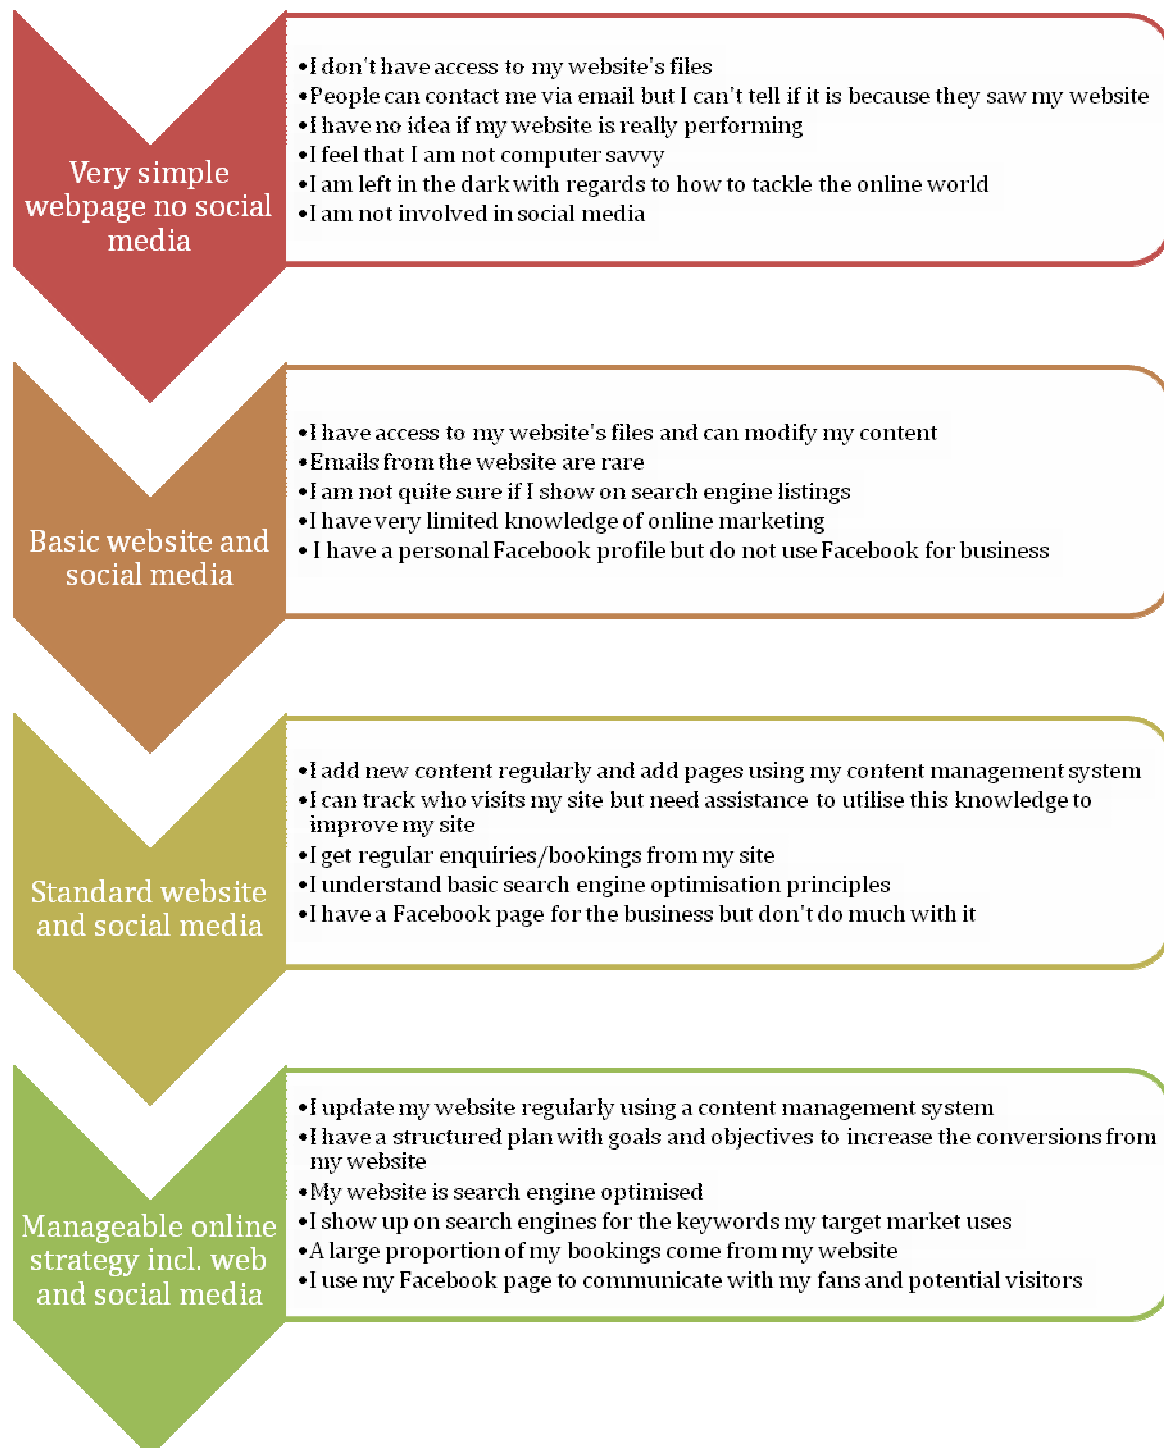 Very simple
webpage no social
media
•I don't have access to my website's files
•People can contact me via email but I can't tell if it is because they saw my website
•I have no idea if my website is really performing
•I feel that I am not computer savvy
•I am left in the dark with regards to how to tackle the online world
•I am not involved in social media
Basic website and
social media
•I have access to my website's files and can modify my content
•Emails from the website are rare
•I am not quite sure if I show on search engine listings
•I have very limited knowledge of online marketing
• I have a personal Facebook profile but do not use Facebook for business
Standard website
and social media
•I add new content regularly and add pages using my content management system
•I can track who visits my site but need assistance to utilise this knowledge to
improve my site
•I get regular enquiries/bookings from my site
•I understand basic search engine optimisation principles
•I have a Facebook page for the business but don't do much with it
Manageable online
strategy incl. web
and social media
•I update my website regularly using a content management system
•I have a structured plan with goals and objectives to increase the conversions from
my website
•My website is search engine optimised
•I show up on search engines for the keywords my target market uses
•A large proportion of my bookings come from my website
•I use my Facebook page to communicate with my fans and potential visitors